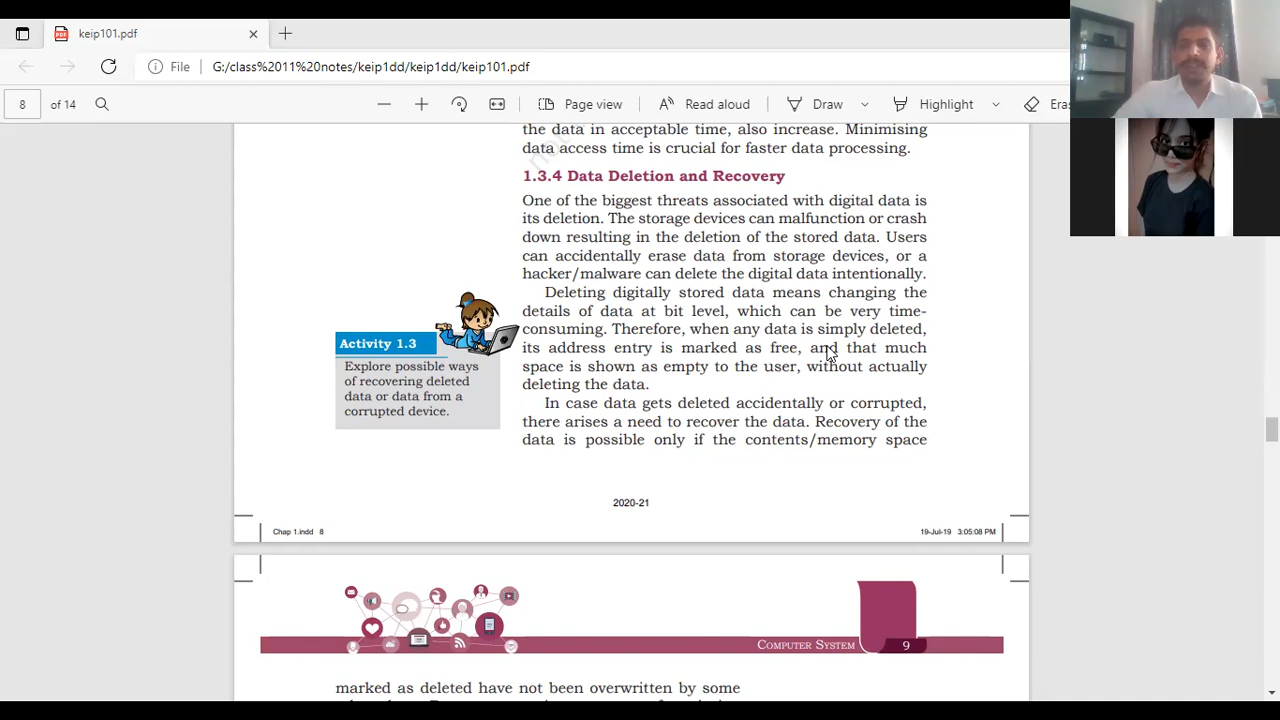 keip101.pdf
File G:/class%2011%20notes/keip1dd/keip1dd/keip101.pdf
8 of 14 Page view Read aloud Draw Highlight
the data in acceptable time, also increase. Minimising
data access time is crucial for faster data processing.
1.3.4 Data Deletion and Recovery
One of the biggest threats associated with digital data is
its deletion. The storage devices can malfunction or crash
down resulting in the deletion of the stored data. Users
can accidentally erase data from storage devices, or a
hacker/malware can delete the digital data intentionally.
Deleting digitally stored data means changing the
details of data at bit level, which can be very time-
consuming. Therefore, when any data is simply deleted,
its address entry is marked as free, and that much
space is shown as empty to the user, without actually
deleting the data.
In case data gets deleted accidentally or corrupted,
there arises a need to recover the data. Recovery of the
data is possible only if the contents/memory space
Activity 1.3
Explore possible ways
of recovering deleted
data or data from a
corrupted device.
2020-21
Chap 1.indd 8
19-Jul-19 3:05:08 PM
COMPUTER SYSTEM 9
marked as deleted have not been overwritten by some